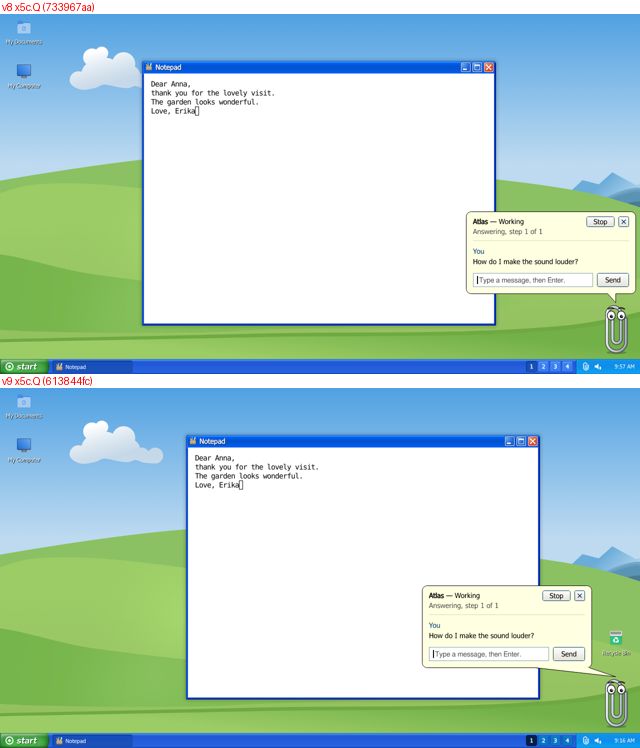 v8 x5c.Q (733967aa)
My Documents
My Computer
Notepad
Dear Anna,
thank you for the lovely visit.
The garden looks wonderful.
Love, Erika
Atlas — Working
Stop
Answering, step 1 of 1
You
How do I make the sound louder?
Type a message, then Enter.
Send
start
Notepad
1 2 3 4
9:57 AM
v9 x5c.Q (613844fc)
My Documents
My Computer
Notepad
Dear Anna,
thank you for the lovely visit.
The garden looks wonderful.
Love, Erika
Atlas — Working
Stop
Answering, step 1 of 1
You
How do I make the sound louder?
Type a message, then Enter.
Send
Recycle Bin
start
Notepad
1 2 3 4
9:16 AM